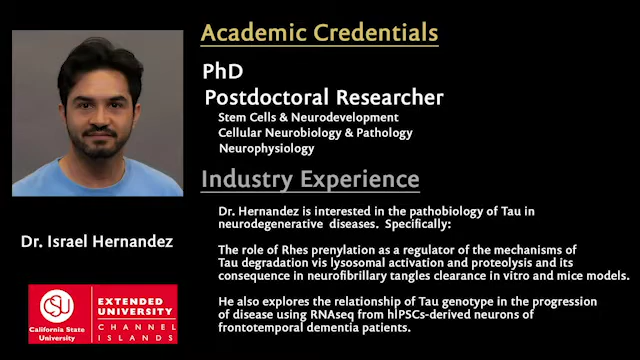 Academic Credentials
PhD
Postdoctoral Researcher
Stem Cells & Neurodevelopment
Cellular Neurobiology & Pathology
Neurophysiology
Industry Experience
Dr. Hernandez is interested in the pathobiology of Tau in
neurodegenerative diseases. Specifically:
The role of Rhes prenylation as a regulator of the mechanisms of
Tau degradation vis lysosomal activation and proteolysis and its
consequence in neurofibrillary tangles clearance in vitro and mice models.
He also explores the relationship of Tau genotype in the progression
of disease using RNAseq from hIPSCs-derived neurons of
frontotemporal dementia patients.
Dr. Israel Hernandez
CSU
California State
University
EXTENDED
UNIVERSITY
CHANNEL
ISLANDS